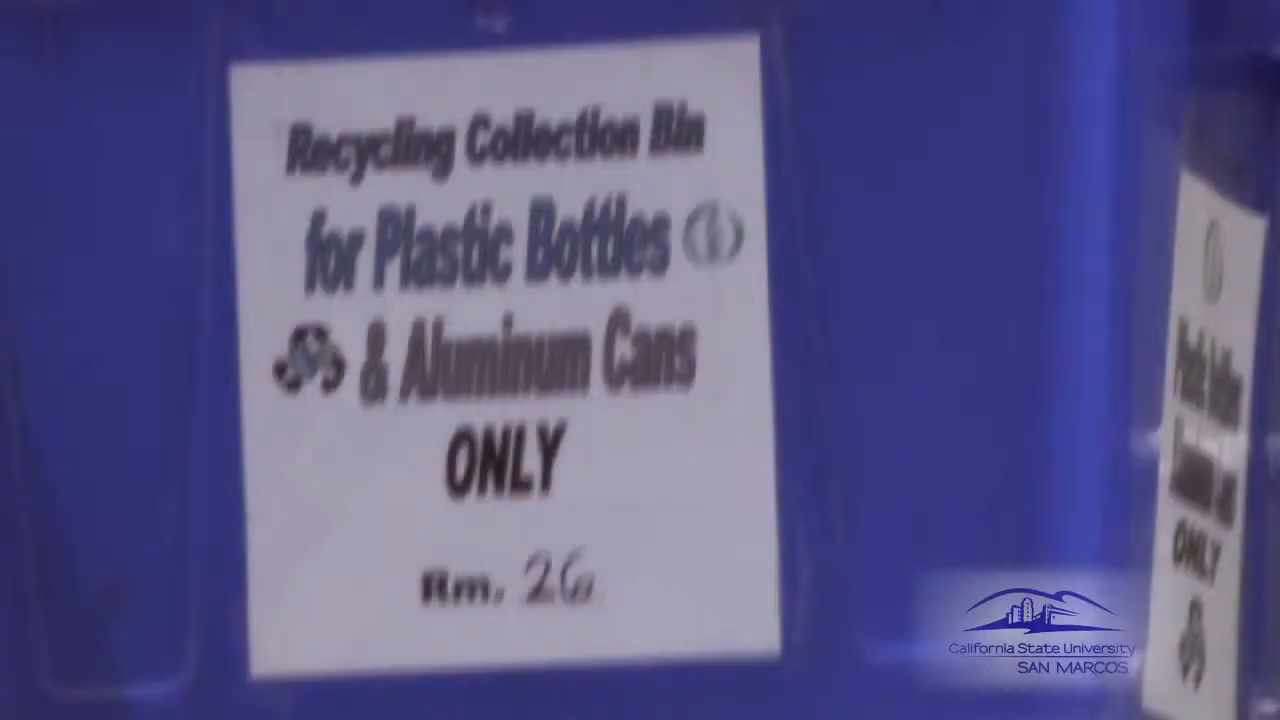 Recycling Collection Bin
for Plastic Bottles
& Aluminum Cans
ONLY
Rm. 26
ONLY
California State University
SAN MARCOS